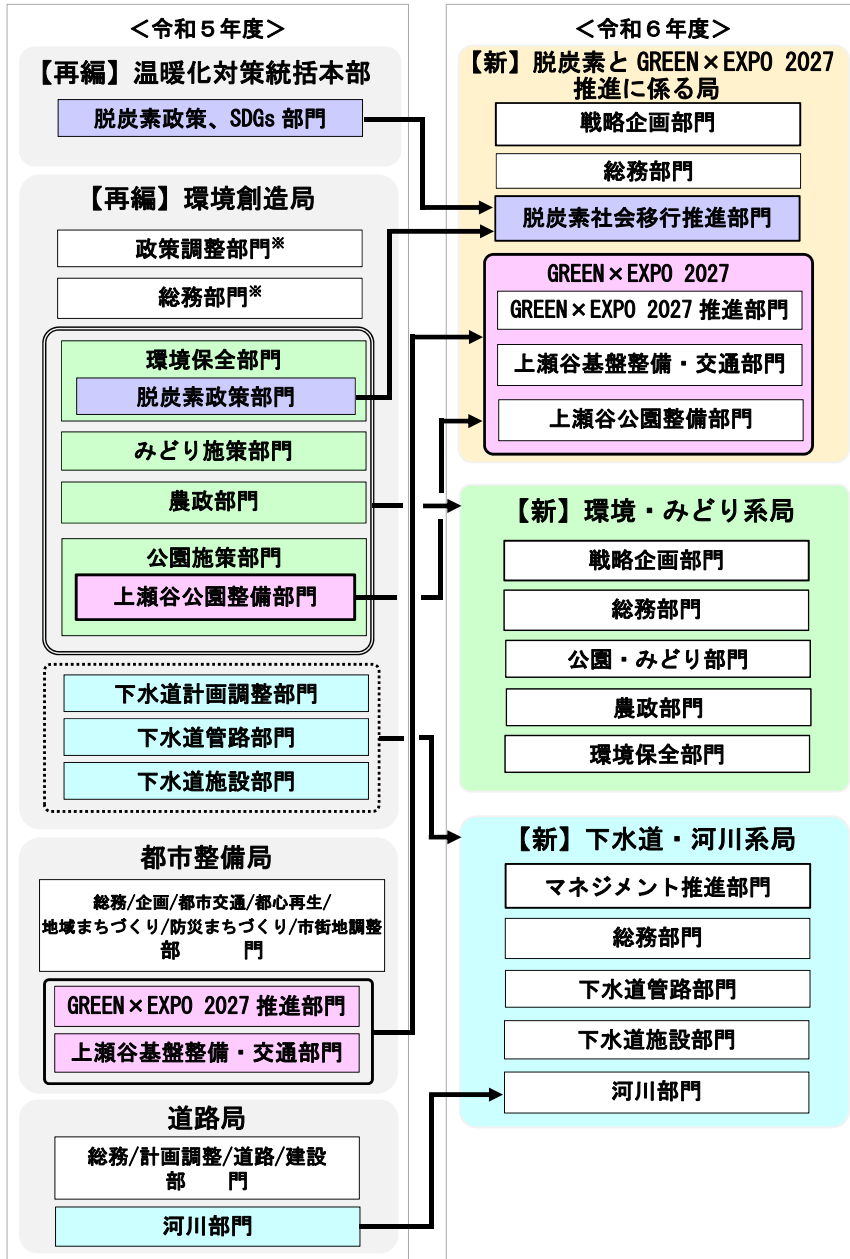 ＜令和５年度＞
【再編】温暖化対策統括本部
脱炭素政策、SDGs 部門
【再編】環境創造局
政策調整部門※
総務部門※
環境保全部門
脱炭素政策部門
みどり施策部門
農政部門
公園施策部門
上瀬谷公園整備部門
下水道計画調整部門
下水道管路部門
下水道施設部門
都市整備局
総務/企画/都市交通/都心再生/
地域まちづくり/防災まちづくり/市街地調整
部　　門
GREEN×EXPO 2027 推進部門
上瀬谷基盤整備・交通部門
道路局
総務/計画調整/道路/建設
部　門
河川部門
＜令和６年度＞
【新】脱炭素と GREEN×EXPO 2027
推進に係る局
戦略企画部門
総務部門
脱炭素社会移行推進部門
GREEN×EXPO 2027
GREEN×EXPO 2027 推進部門
上瀬谷基盤整備・交通部門
上瀬谷公園整備部門
【新】環境・みどり系局
戦略企画部門
総務部門
公園・みどり部門
農政部門
環境保全部門
【新】下水道・河川系局
マネジメント推進部門
総務部門
下水道管路部門
下水道施設部門
河川部門